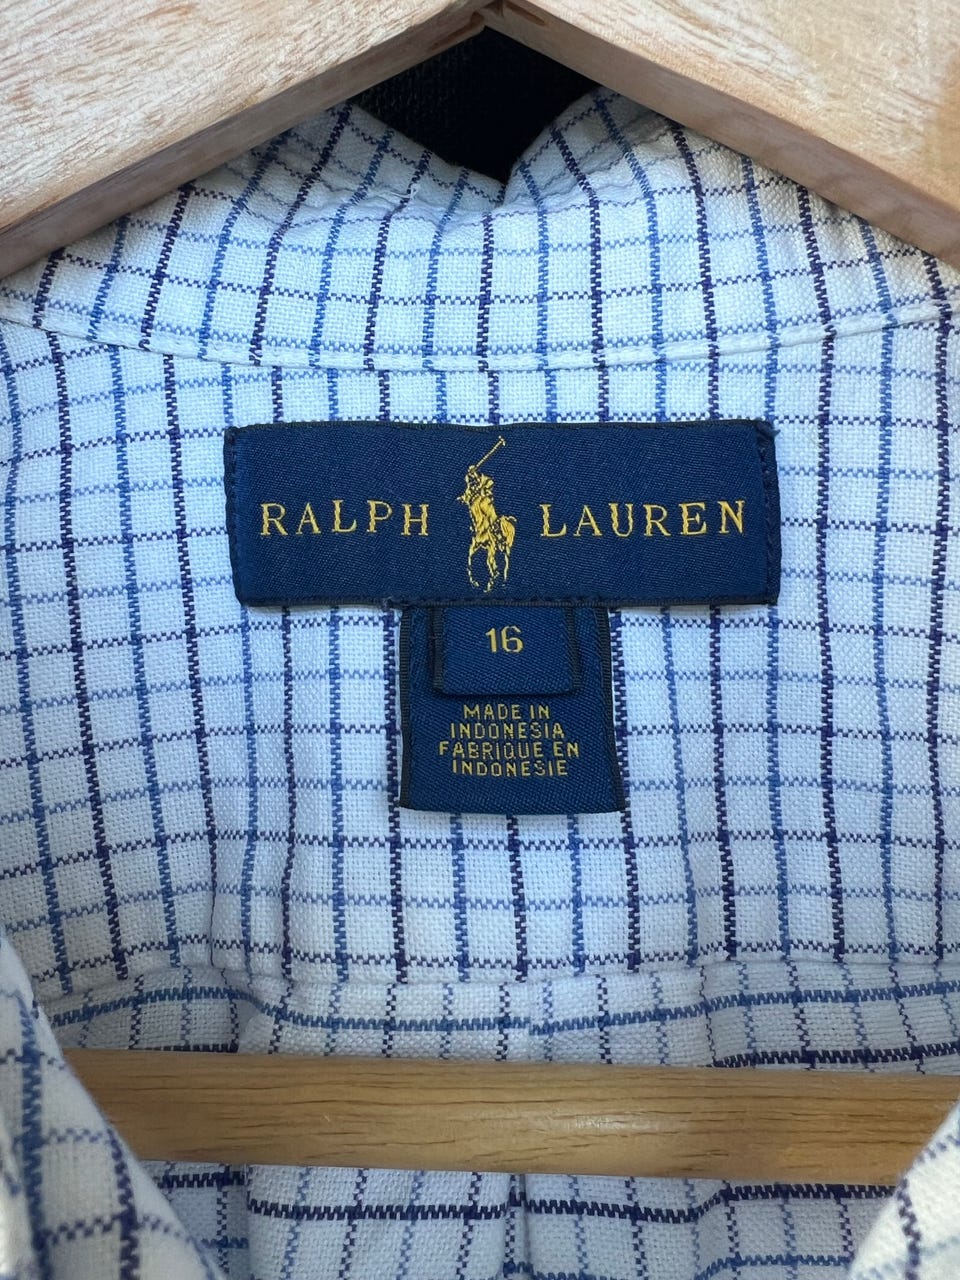 RALPH LAUREN
16
MADE IN
INDONESIA
FABRIQUE EN
INDONESIE